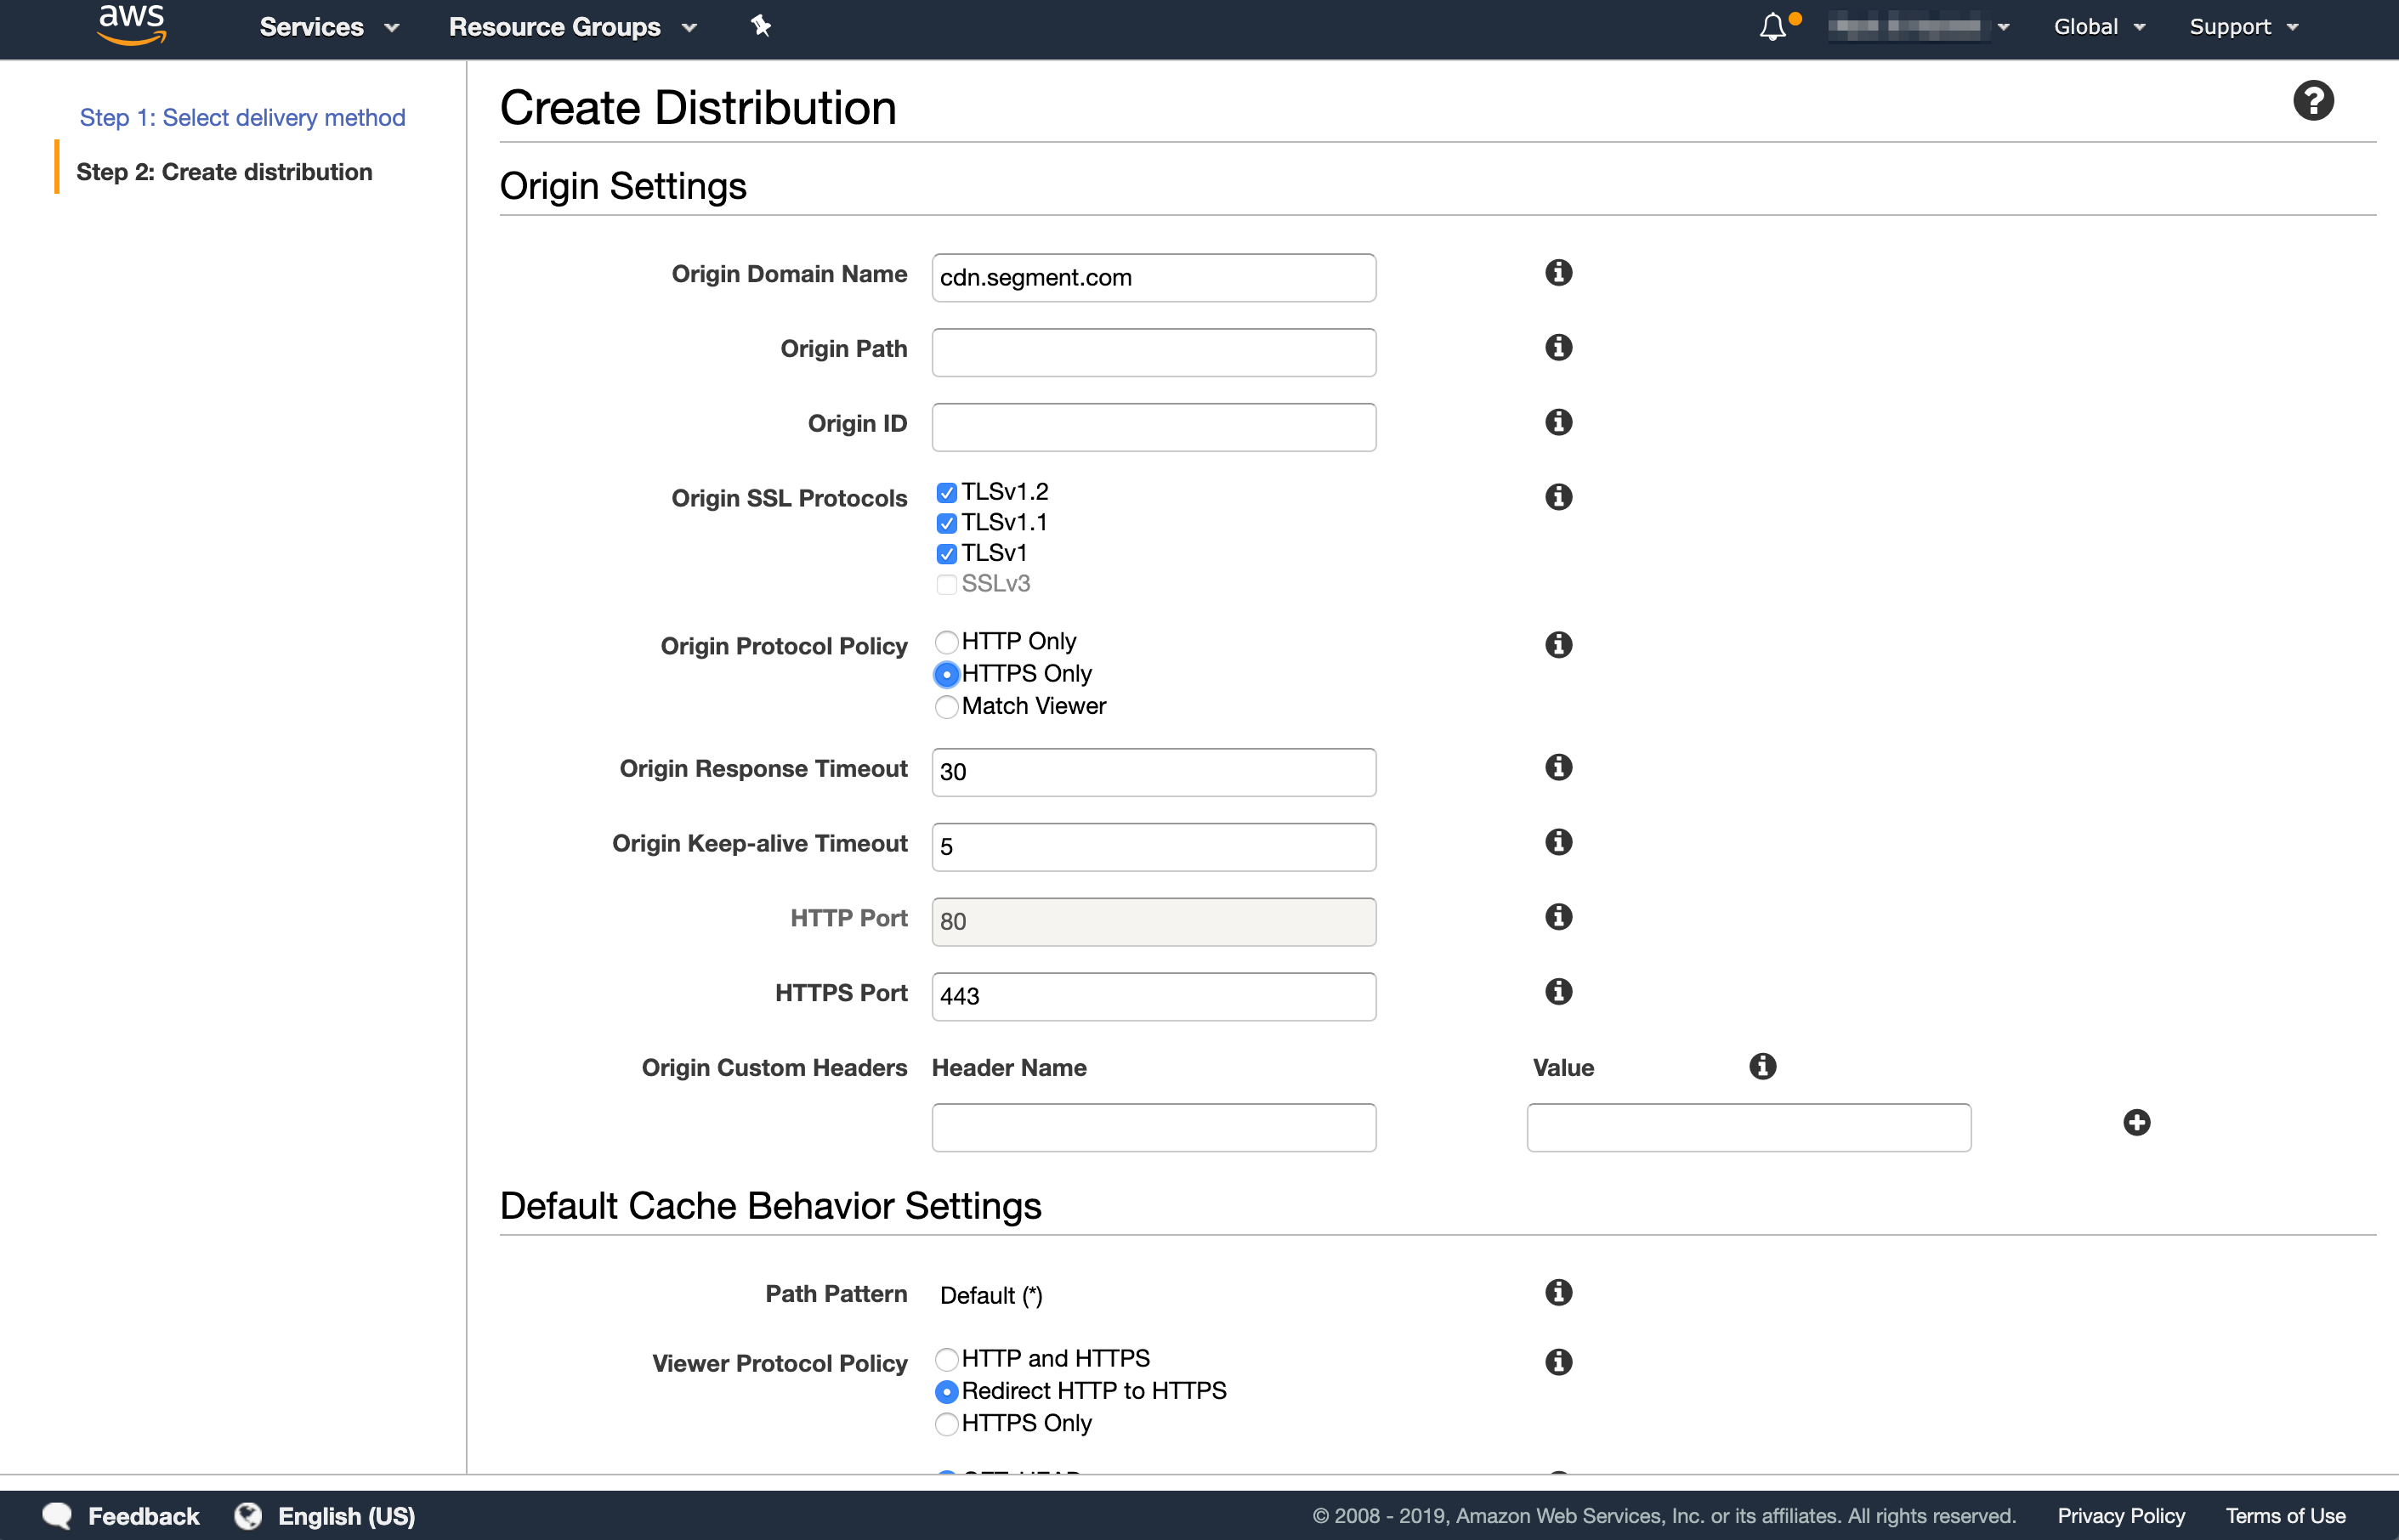 aws Services Resource Groups Global Support
Step 1: Select delivery method
Step 2: Create distribution
Create Distribution
Origin Settings
Origin Domain Name cdn.segment.com
Origin Path
Origin ID
Origin SSL Protocols TLSv1.2
TLSv1.1
TLSv1
SSLv3
Origin Protocol Policy HTTP Only
HTTPS Only
Match Viewer
Origin Response Timeout 30
Origin Keep-alive Timeout 5
HTTP Port 80
HTTPS Port 443
Origin Custom Headers Header Name Value
Default Cache Behavior Settings
Path Pattern Default (*)
Viewer Protocol Policy HTTP and HTTPS
Redirect HTTP to HTTPS
HTTPS Only
Feedback English (US) © 2008 - 2019, Amazon Web Services, Inc. or its affiliates. All rights reserved. Privacy Policy Terms of Use